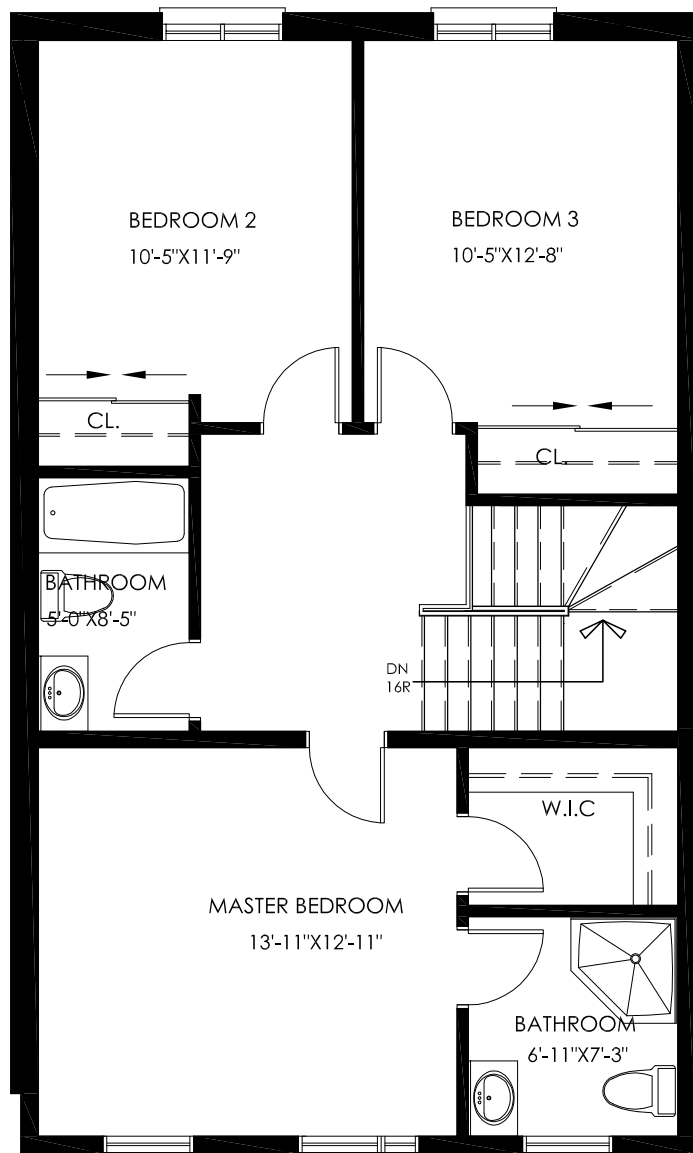 BEDROOM 2
10'-5"X11'-9"
BEDROOM 3
10'-5"X12'-8"
CL.
CL.
BATHROOM
5'-0"X8'-5"
DN
16R
W.I.C
MASTER BEDROOM
13'-11"X12'-11"
BATHROOM
6'-11"X7'-3"